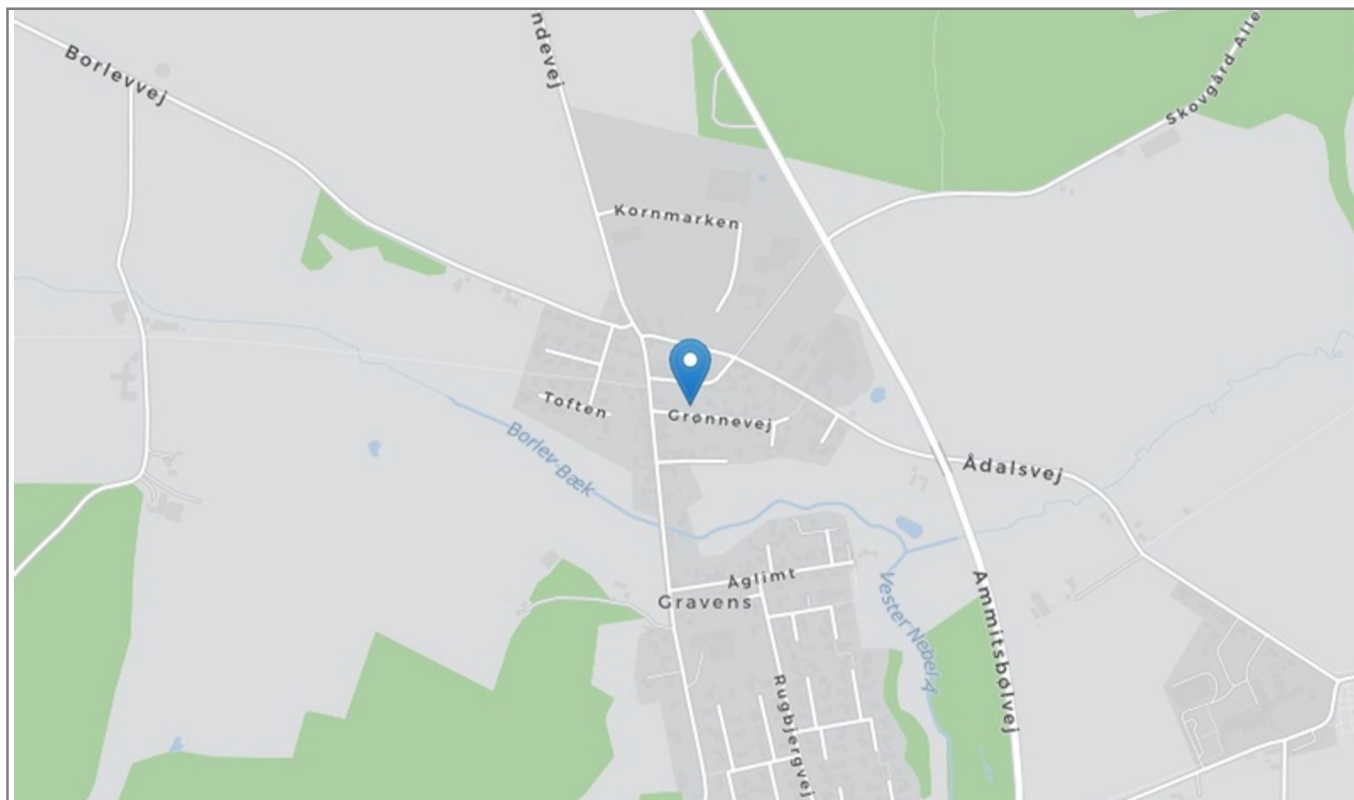 ndevej
Borlevvej
Skovgård Alle
Kornmarken
Toften
Grønnevej
Borlev Bæk
Ådalsvej
Åglimt
Gravens
Vester Nebel Å
Ammitsbølvej
Rugbjergvej